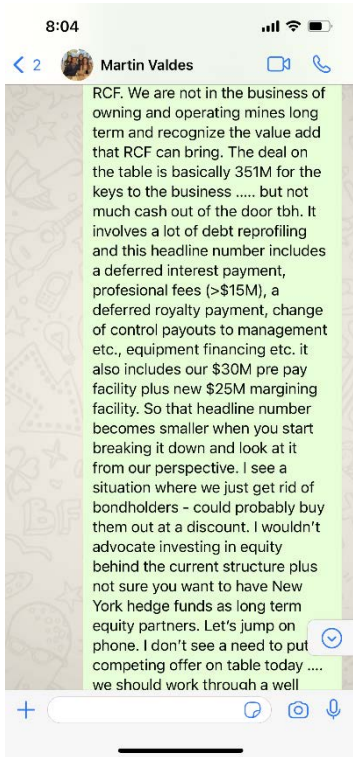 8:04
2
Martin Valdes
RCF. We are not in the business of
owning and operating mines long
term and recognize the value add
that RCF can bring. The deal on
the table is basically 351M for the
keys to the business ..... but not
much cash out of the door tbh. It
involves a lot of debt reprofiling
and this headline number includes
a deferred interest payment,
profesional fees (>$15M), a
deferred royalty payment, change
of control payouts to management
etc., equipment financing etc. it
also includes our $30M pre pay
facility plus new $25M margining
facility. So that headline number
becomes smaller when you start
breaking it down and look at it
from our perspective. I see a
situation where we just get rid of
bondholders - could probably buy
them out at a discount. I wouldn't
advocate investing in equity
behind the current structure plus
not sure you want to have New
York hedge funds as long term
equity partners. Let's jump on
phone. I don't see a need to put
competing offer on table today ....
we should work through a well